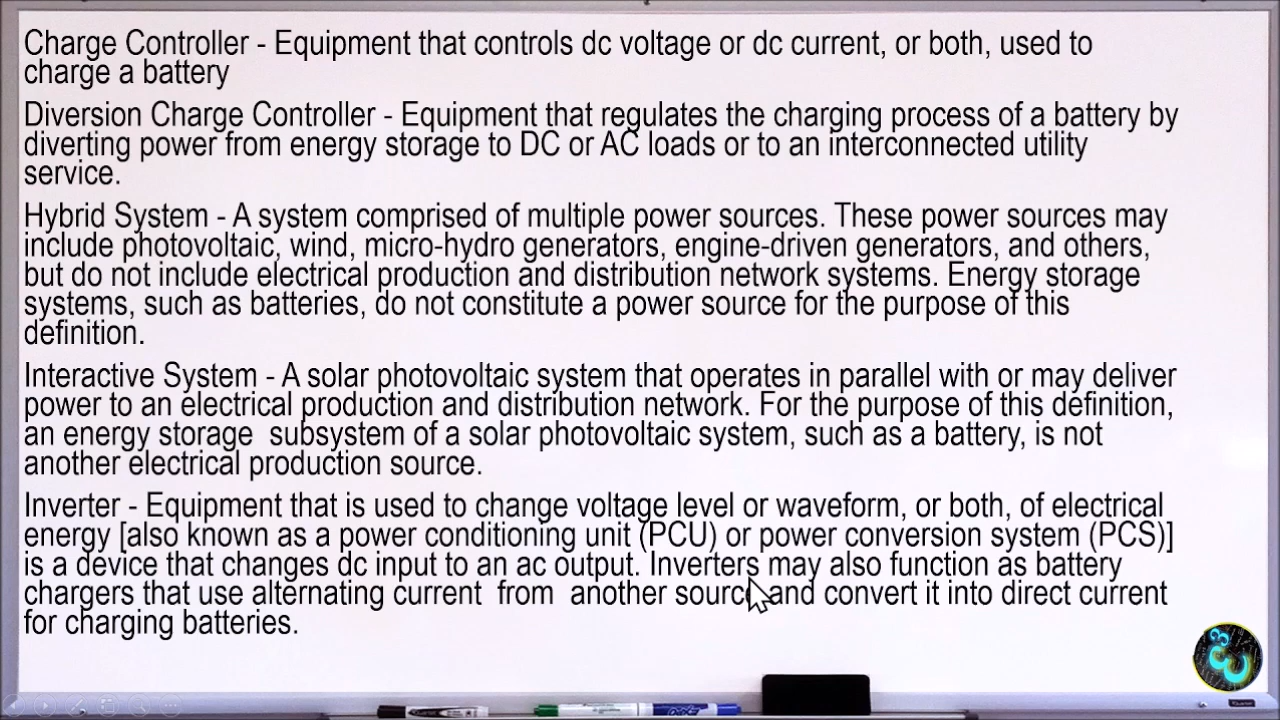 Charge Controller - Equipment that controls dc voltage or dc current, or both, used to
charge a battery
Diversion Charge Controller - Equipment that regulates the charging process of a battery by
diverting power from energy storage to DC or AC loads or to an interconnected utility
service.
Hybrid System - A system comprised of multiple power sources. These power sources may
include photovoltaic, wind, micro-hydro generators, engine-driven generators, and others,
but do not include electrical production and distribution network systems. Energy storage
systems, such as batteries, do not constitute a power source for the purpose of this
definition.
Interactive System - A solar photovoltaic system that operates in parallel with or may deliver
power to an electrical production and distribution network. For the purpose of this definition,
an energy storage  subsystem of a solar photovoltaic system, such as a battery, is not
another electrical production source.
Inverter - Equipment that is used to change voltage level or waveform, or both, of electrical
energy [also known as a power conditioning unit (PCU) or power conversion system (PCS)]
is a device that changes dc input to an ac output. Inverters may also function as battery
chargers that use alternating current  from  another source and convert it into direct current
for charging batteries.